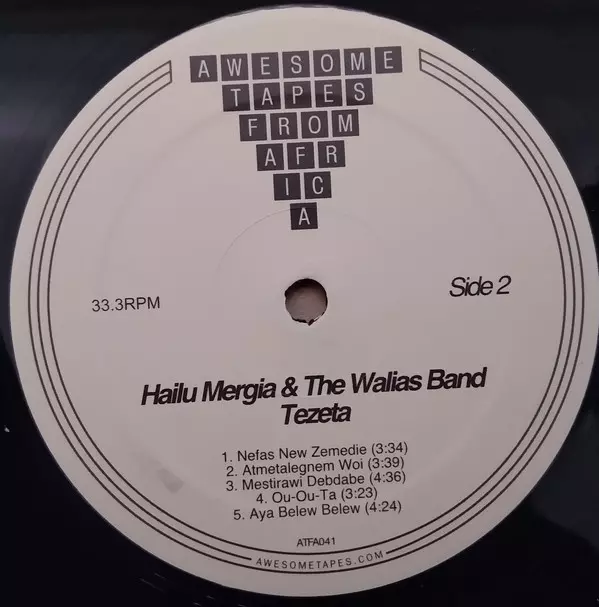 AWESOME
TAPES
FROM
AFR
IC
A
33.3RPM
Side 2
Hailu Mergia & The Walias Band
Tezeta
1. Nefas New Zemedie (3:34)
2. Atmetalegnem Woi (3:39)
3. Mestirawi Debdabe (4:36)
4. Ou-Ou-Ta (3:23)
5. Aya Belew Belew (4:24)
ATFA041
AWESOMETAPES.COM